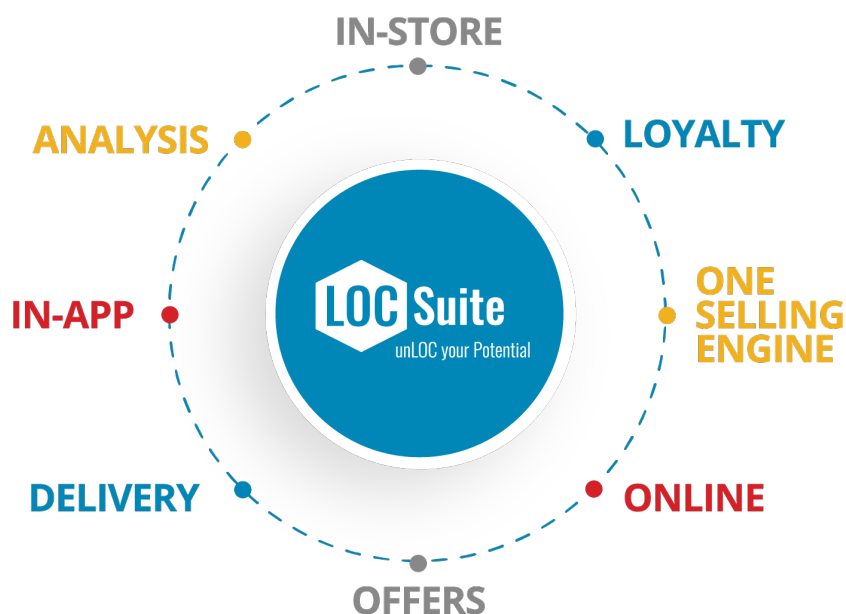 IN-STORE
ANALYSIS
LOYALTY
LOC Suite
unLOC your Potential
IN-APP
ONE
SELLING
ENGINE
DELIVERY
ONLINE
OFFERS